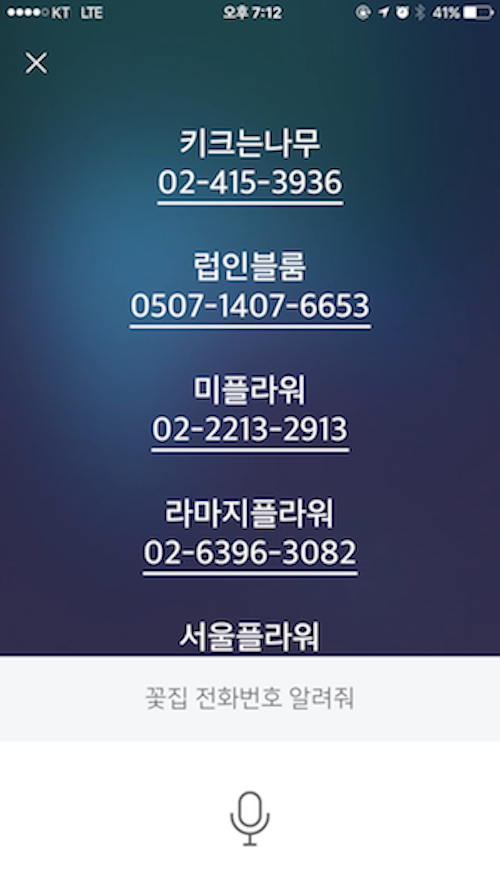 KT LTE 오후 7:12 41%
키크는나무
02-415-3936
럽인블룸
0507-1407-6653
미플라워
02-2213-2913
라마지플라워
02-6396-3082
서울플라워
꽃집 전화번호 알려줘